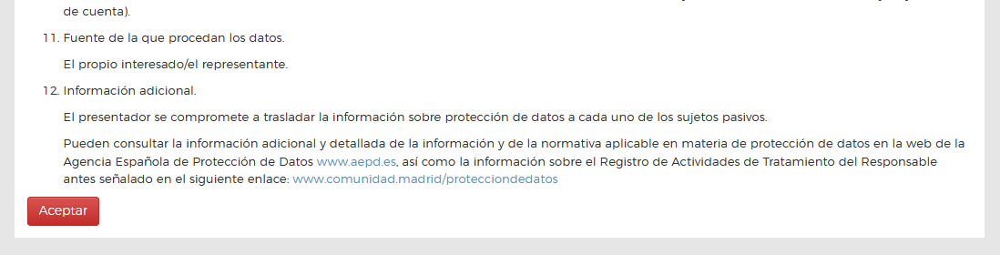 de cuenta).
11. Fuente de la que procedan los datos.
El propio interesado/el representante.
12. Información adicional.
El presentador se compromete a trasladar la información sobre protección de datos a cada uno de los sujetos pasivos.
Pueden consultar la información adicional y detallada de la información y de la normativa aplicable en materia de protección de datos en la web de la
Agencia Española de Protección de Datos www.aepd.es, así como la información sobre el Registro de Actividades de Tratamiento del Responsable
antes señalado en el siguiente enlace: www.comunidad.madrid/protecciondedatos
Aceptar